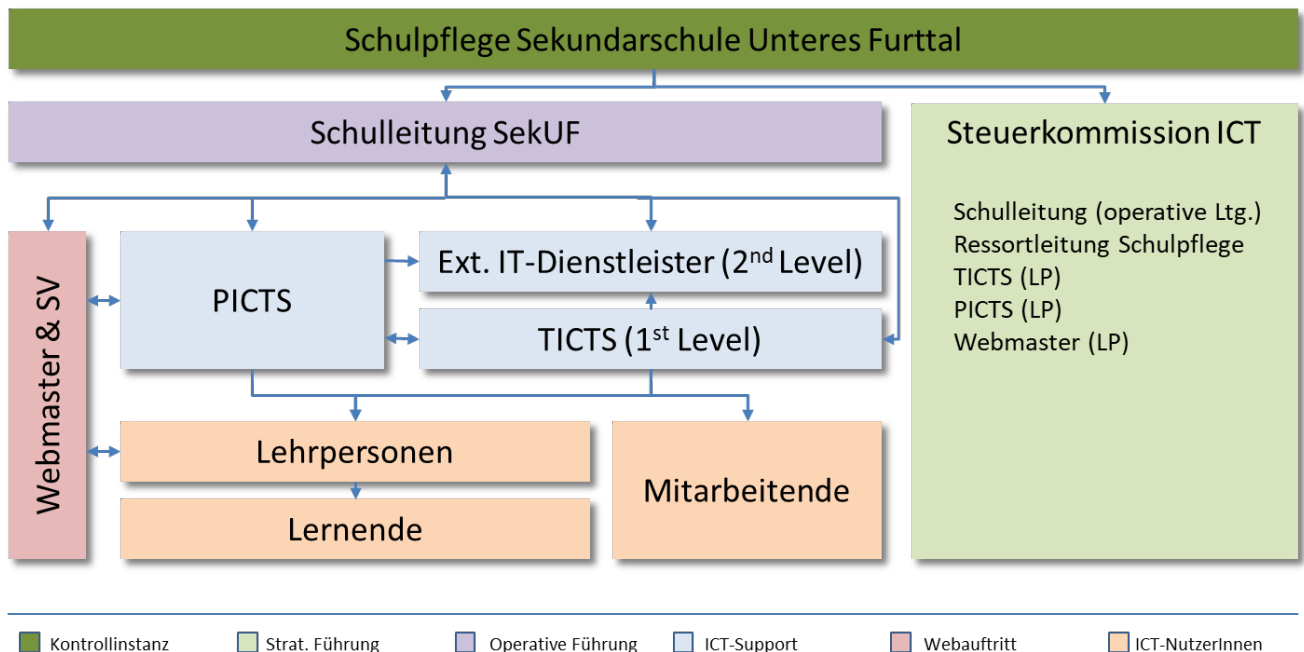 Schulpflege Sekundarschule Unteres Furttal
Schulleitung SekUF
Steuerkommission ICT
Schulleitung (operative Ltg.)
Ressortleitung Schulpflege
TICTS (LP)
PICTS (LP)
Webmaster (LP)
Webmaster & SV
PICTS
Ext. IT-Dienstleister (2nd Level)
TICTS (1st Level)
Lehrpersonen
Lernende
Mitarbeitende
Kontrollinstanz
Strat. Führung
Operative Führung
ICT-Support
Webauftritt
ICT-NutzerInnen